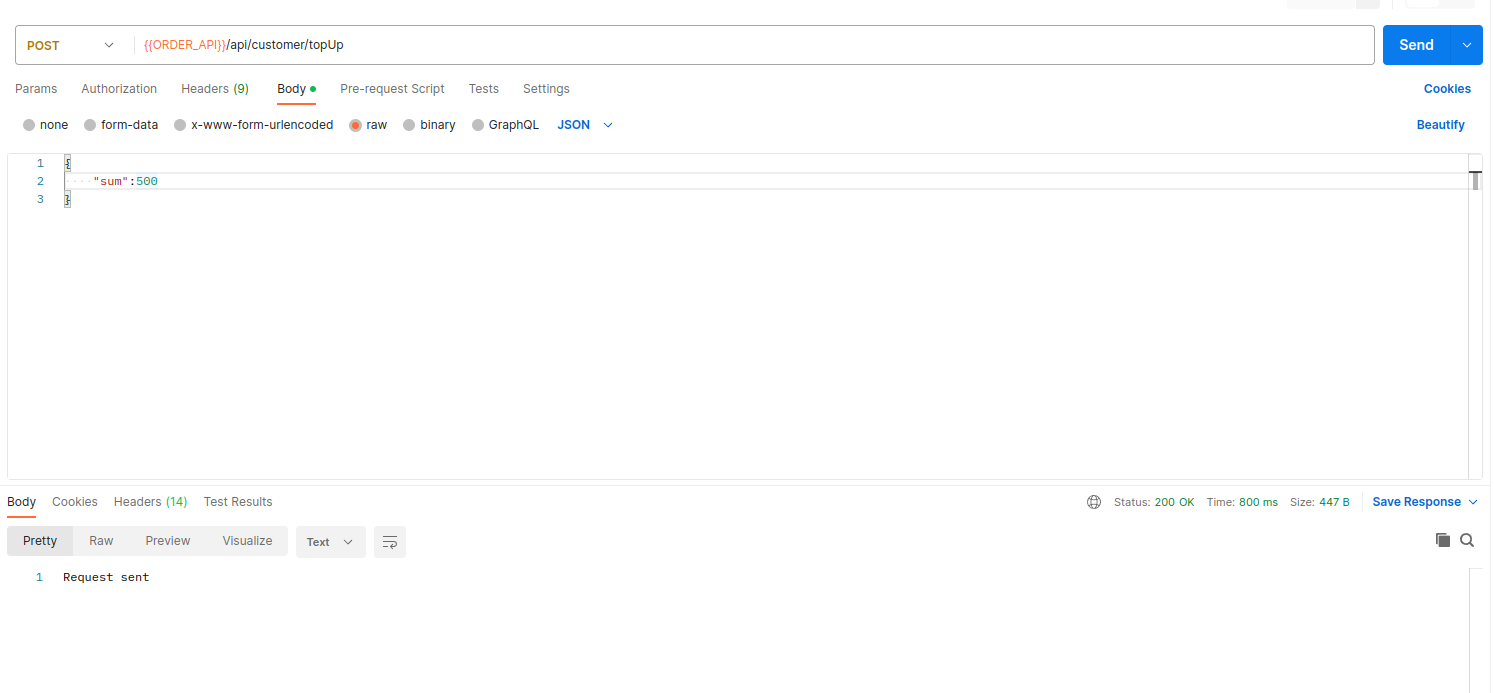 POST {{ORDER_API}}/api/customer/topUp Send
Params Authorization Headers (9) Body Pre-request Script Tests Settings Cookies
none form-data x-www-form-urlencoded raw binary GraphQL JSON Beautify
1 {
2 "sum":500
3 }
Body Cookies Headers (14) Test Results Status: 200 OK Time: 800 ms Size: 447 B Save Response
Pretty Raw Preview Visualize Text
1 Request sent